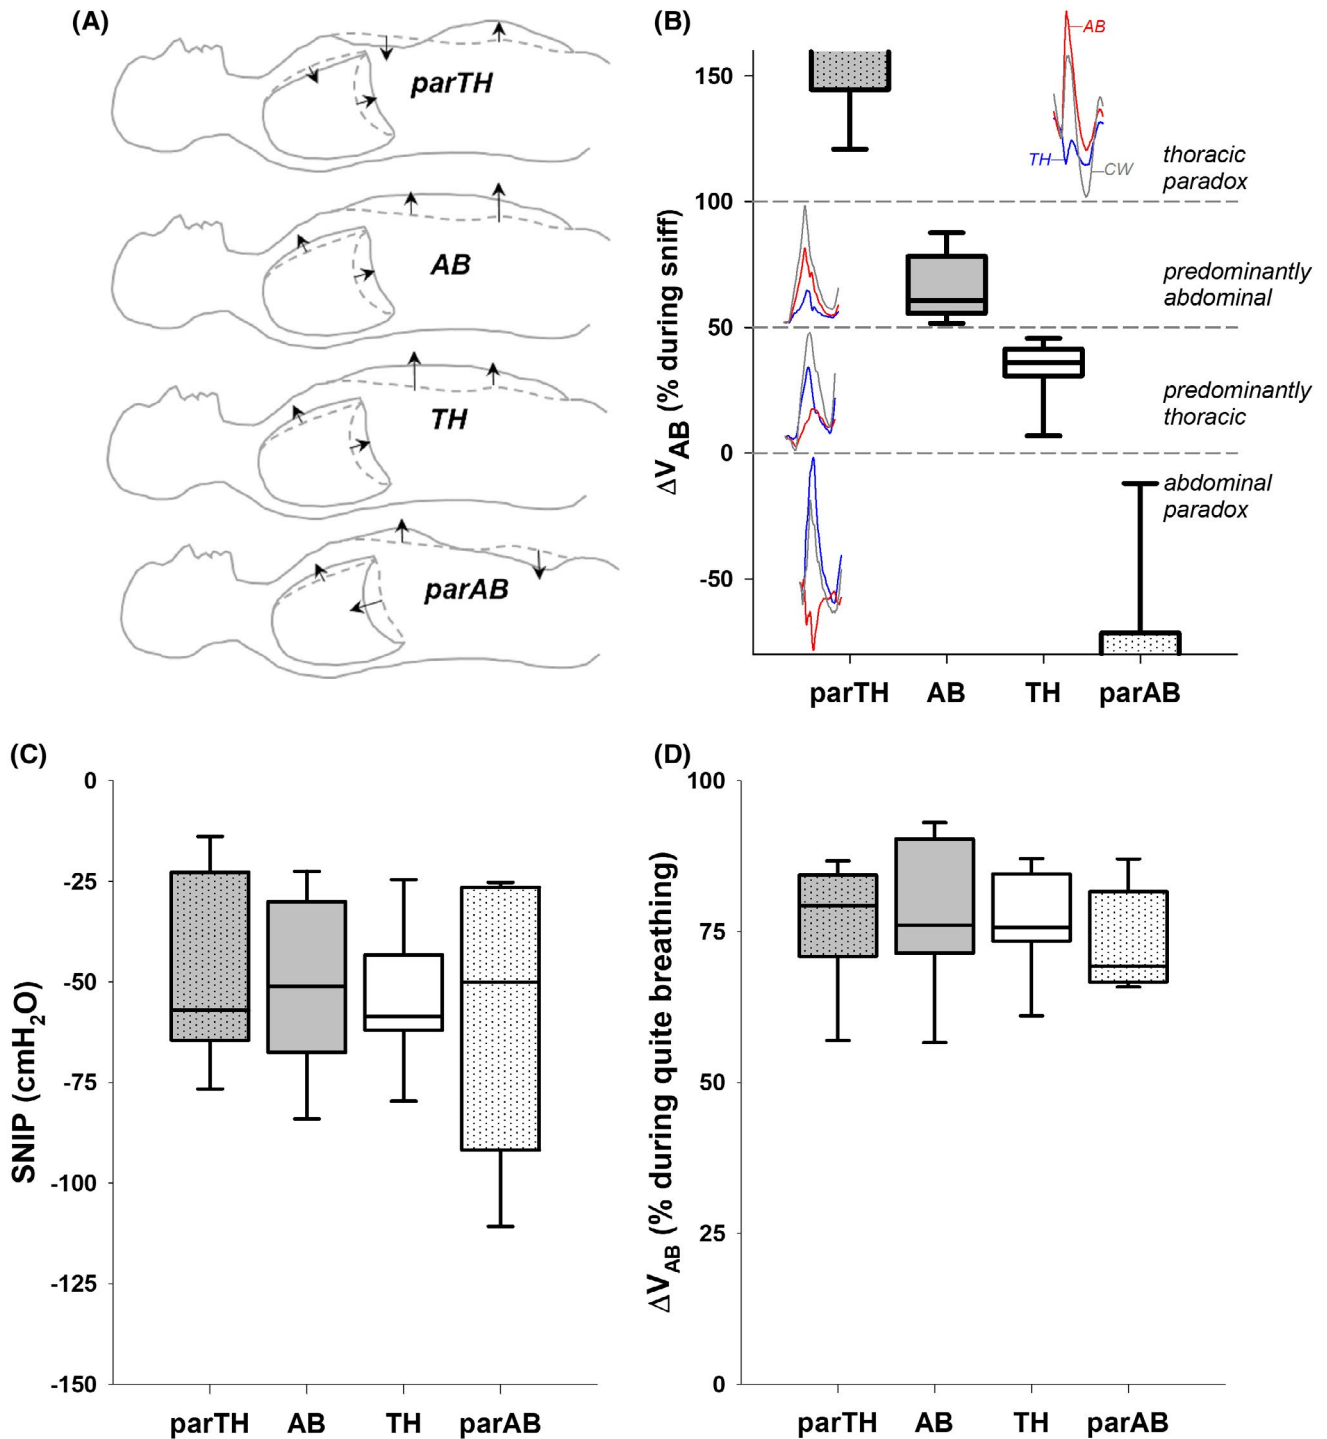 (A)
parTH
AB
TH
parAB
(B)
ΔV_AB (% during sniff)
150
100
50
0
-50
AB
TH
CW
thoracic
paradox
predominantly
abdominal
predominantly
thoracic
abdominal
paradox
parTH AB TH parAB
(C)
SNIP (cmH₂O)
0
-25
-50
-75
-100
-125
-150
parTH AB TH parAB
(D)
ΔV_AB (% during quite breathing)
100
75
50
25
0
parTH AB TH parAB